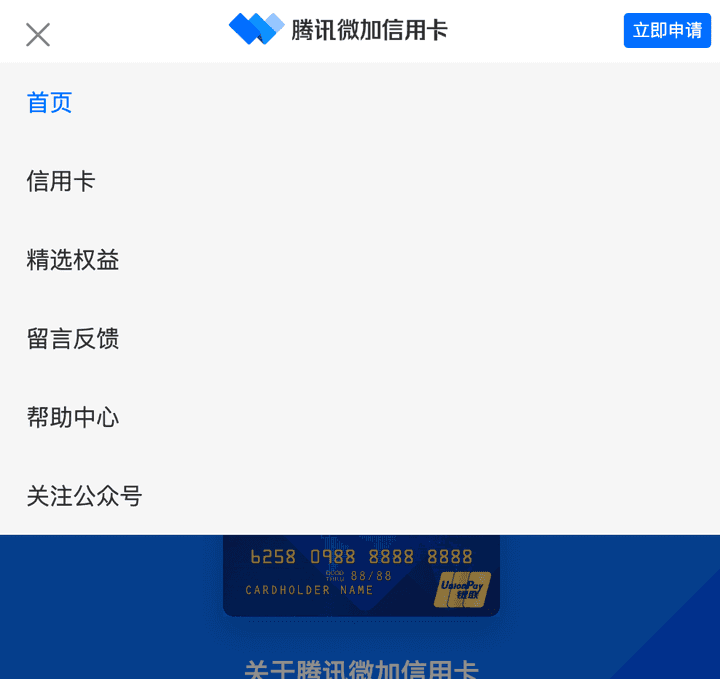 腾讯微加信用卡
立即申请
首页
信用卡
精选权益
留言反馈
帮助中心
关注公众号
6258 0988 8888 8888
GOOD THRU 88/88
CARDHOLDER NAME
UnionPay
银联
关于腾讯微加信用卡